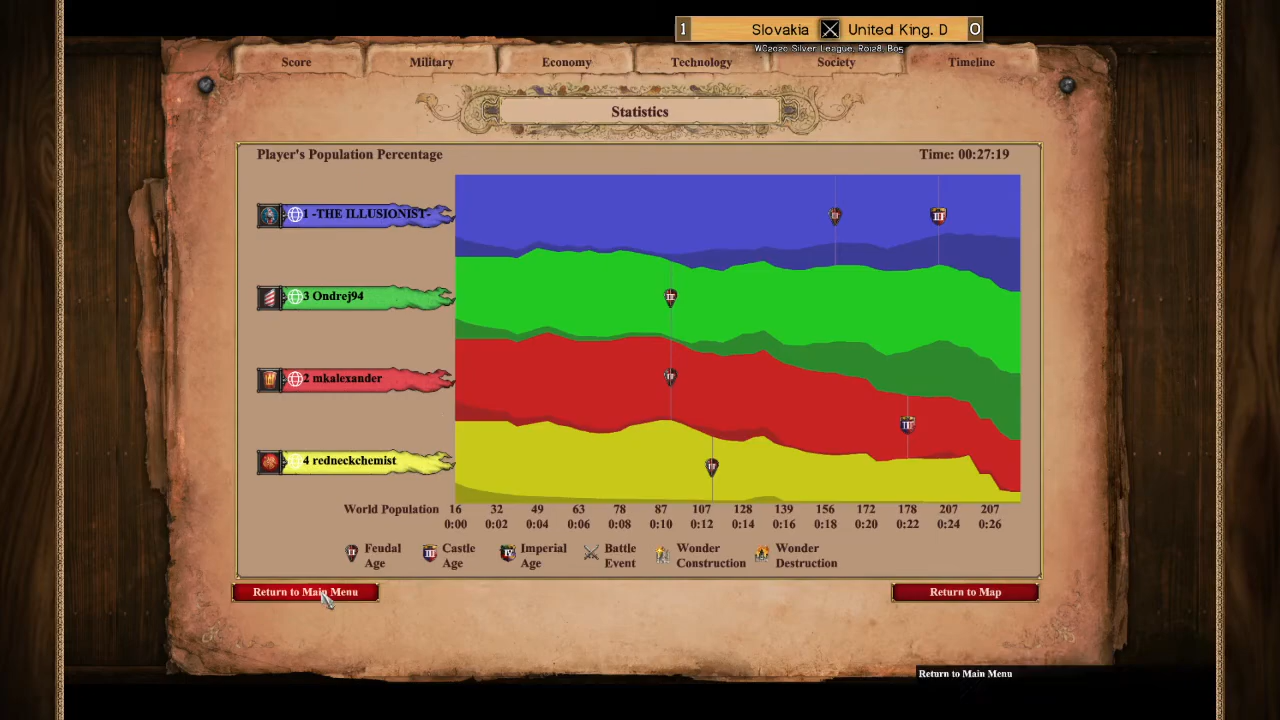 1 Slovakia United King. D 0
WC2020 Silver League, Ro128, Bo5
Score Military Economy Technology Society Timeline
Statistics
Player's Population Percentage Time: 00:27:19
1 -THE ILLUSIONIST-
3 Ondrej94
2 mkalexander
4 redneckchemist
World Population 16 32 49 63 78 87 107 128 139 156 172 178 207 207
0:00 0:02 0:04 0:06 0:08 0:10 0:12 0:14 0:16 0:18 0:20 0:22 0:24 0:26
II Feudal Age
III Castle Age
IV Imperial Age
Battle Event
Wonder Construction
Wonder Destruction
Return to Main Menu Return to Map
Return to Main Menu